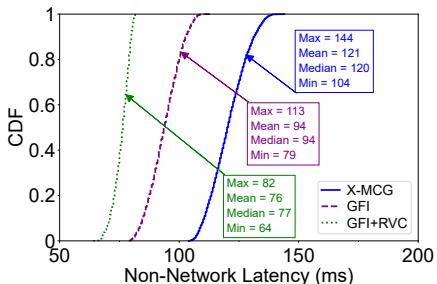 1
0.8
0.6
0.4
0.2
0
CDF
50
100
150
200
Non-Network Latency (ms)
Max = 144
Mean = 121
Median = 120
Min = 104
Max = 113
Mean = 94
Median = 94
Min = 79
Max = 82
Mean = 76
Median = 77
Min = 64
X-MCG
GFI
GFI+RVC